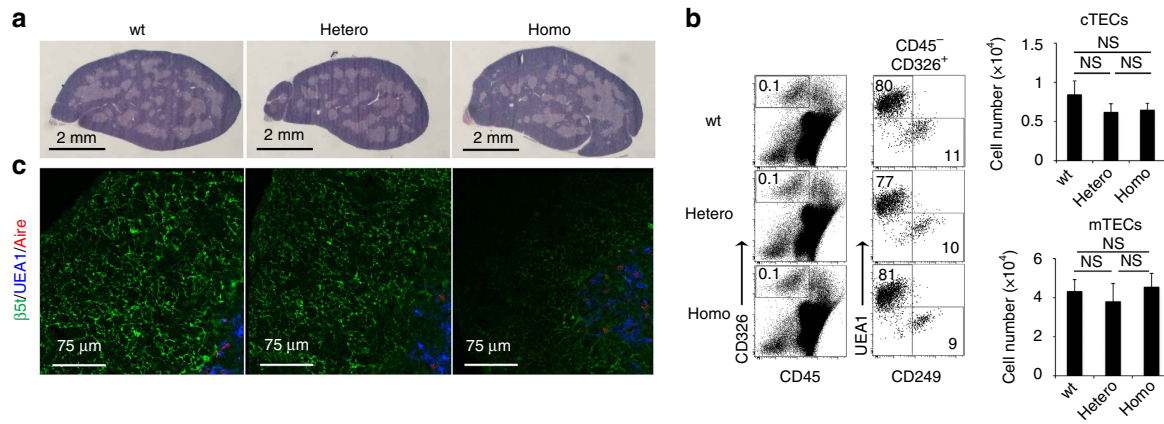 a
wt
Hetero
Homo
2 mm
2 mm
2 mm
c
β5t/UEA1/Aire
75 μm
75 μm
75 μm
b
CD45⁻
CD326⁺
wt
0.1
80
11
Hetero
0.1
77
10
Homo
0.1
81
9
CD326
UEA1
CD45
CD249
cTECs
Cell number (×10⁴)
1.5
1
0.5
0
NS
NS
NS
wt
Hetero
Homo
mTECs
Cell number (×10⁴)
6
4
2
0
NS
NS
NS
wt
Hetero
Homo